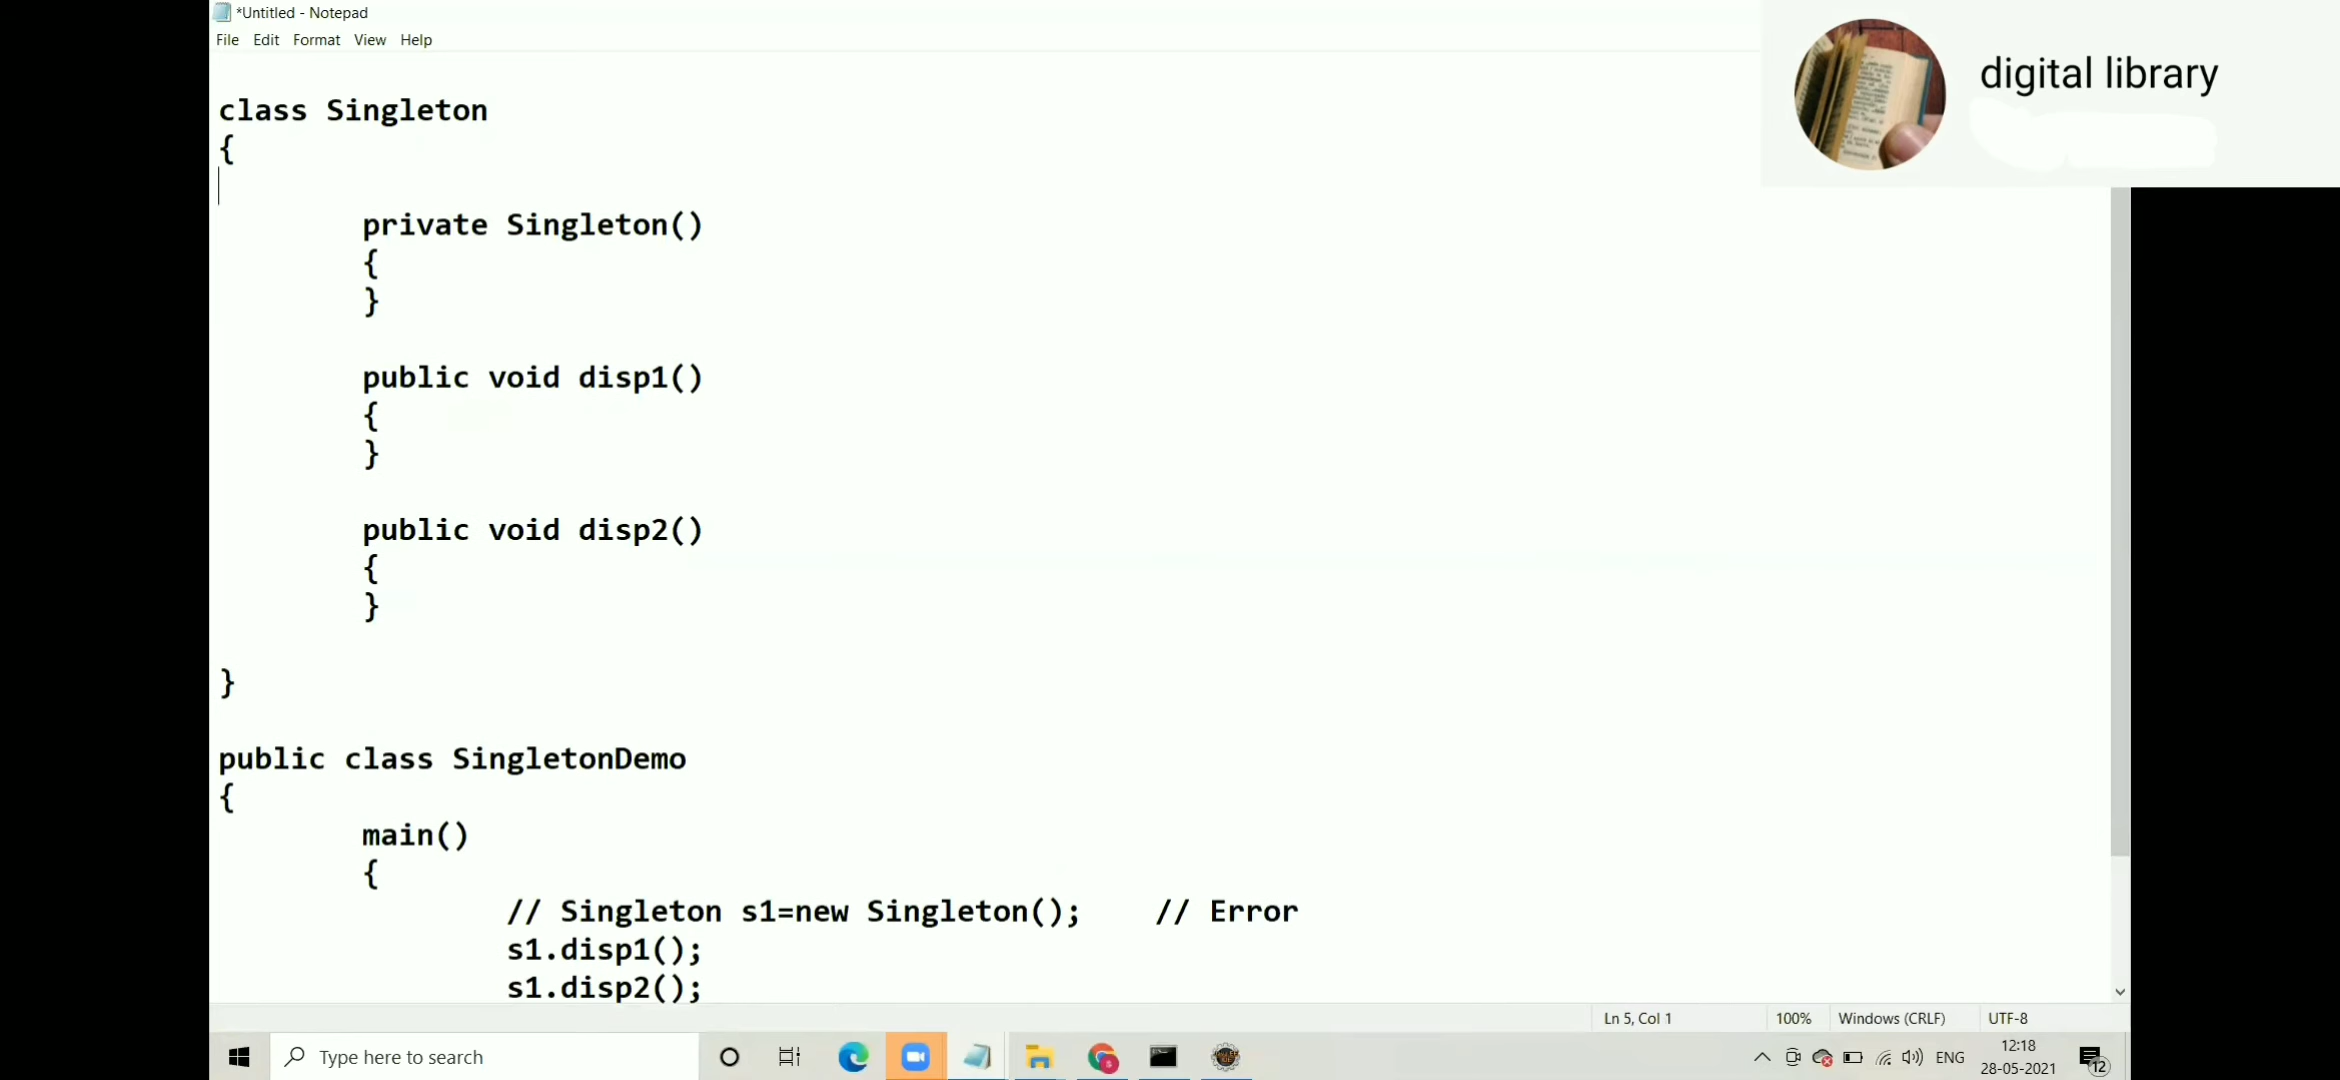 *Untitled - Notepad
File Edit Format View Help
digital library
class Singleton
{
private Singleton()
{
}
public void disp1()
{
}
public void disp2()
{
}
}
public class SingletonDemo
{
main()
{
// Singleton s1=new Singleton(); // Error
s1.disp1();
s1.disp2();
Ln 5, Col 1 100% Windows (CRLF) UTF-8
Type here to search
ENG
12:18
28-05-2021
12